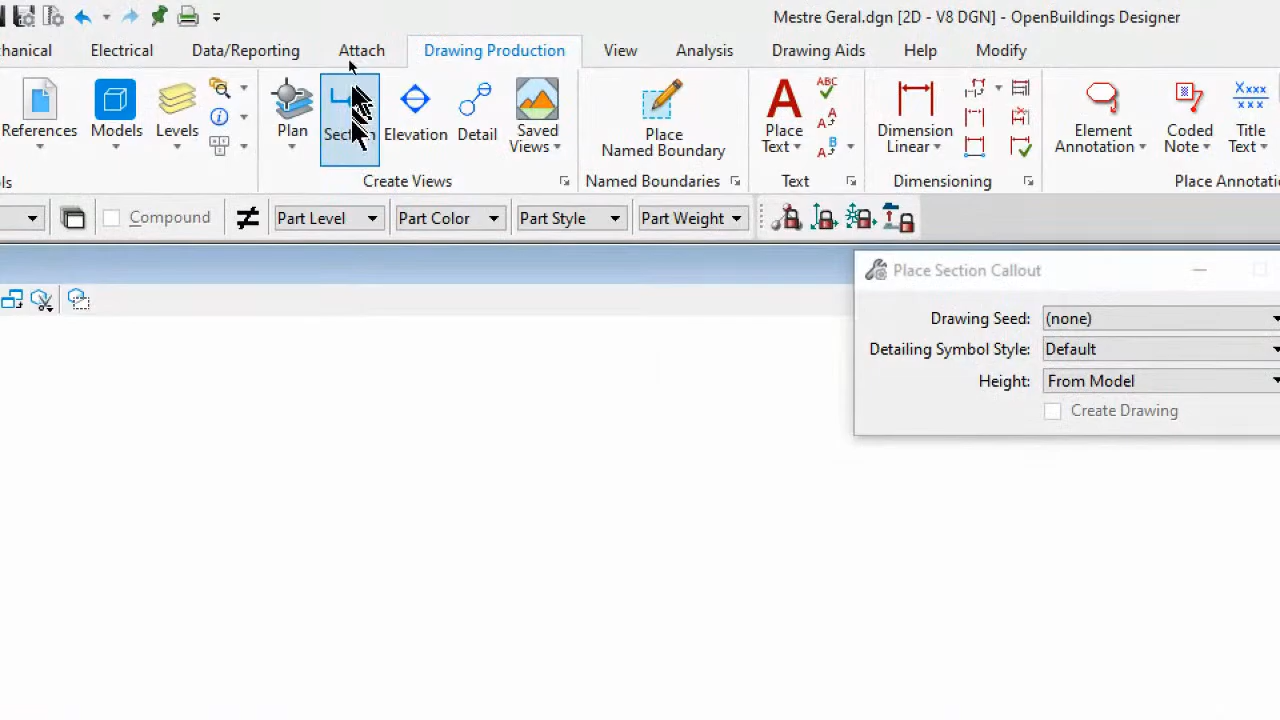 Mestre Geral.dgn [2D - V8 DGN] - OpenBuildings Designer
hanical Electrical Data/Reporting Attach Drawing Production View Analysis Drawing Aids Help Modify
References Models Levels Plan Elevation Detail Saved Views Place Named Boundary Place Text Dimension Linear Element Annotation Coded Note Title Text
ols Create Views Named Boundaries Text Dimensioning Place Annotatio
Compound Part Level Part Color Part Style Part Weight
Place Section Callout
Drawing Seed: (none)
Detailing Symbol Style: Default
Height: From Model
Create Drawing